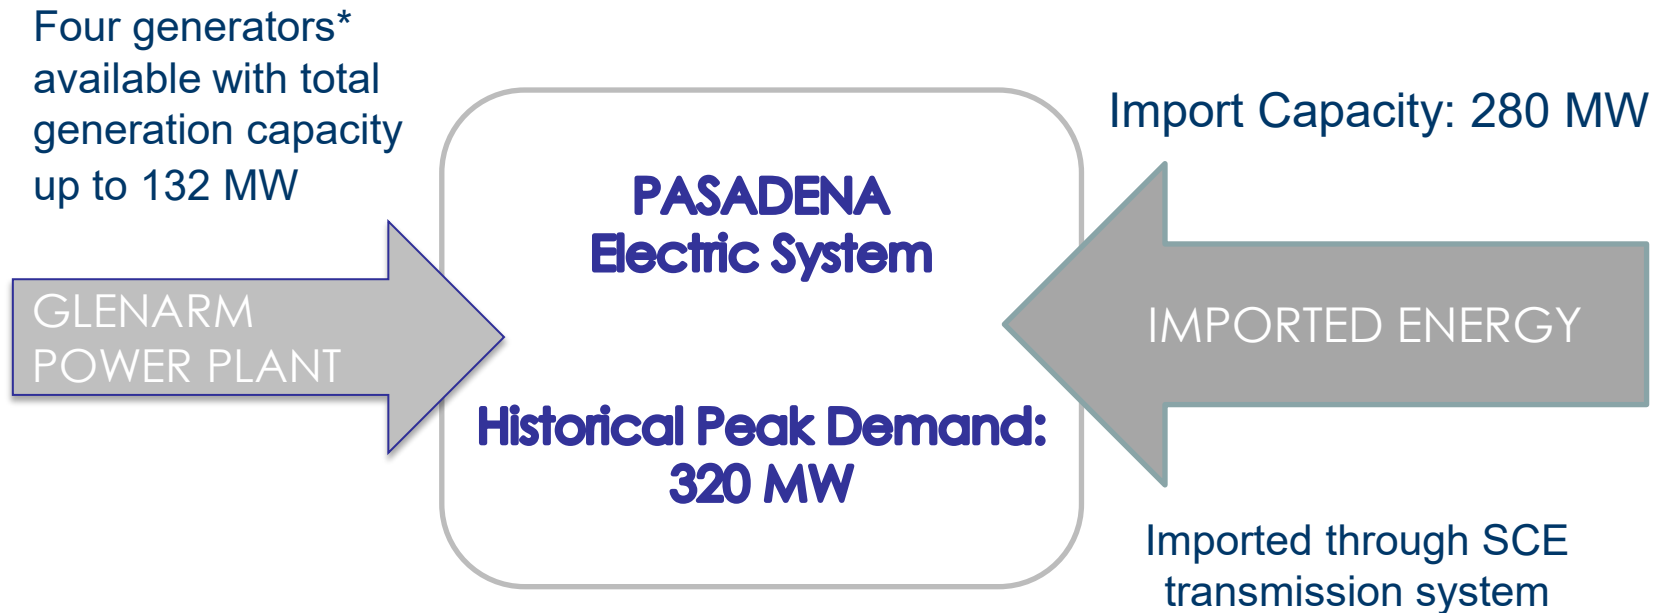 Four generators*
available with total
generation capacity
up to 132 MW
GLENARM
POWER PLANT
PASADENA
Electric System
Historical Peak Demand:
320 MW
Import Capacity: 280 MW
IMPORTED ENERGY
Imported through SCE
transmission system